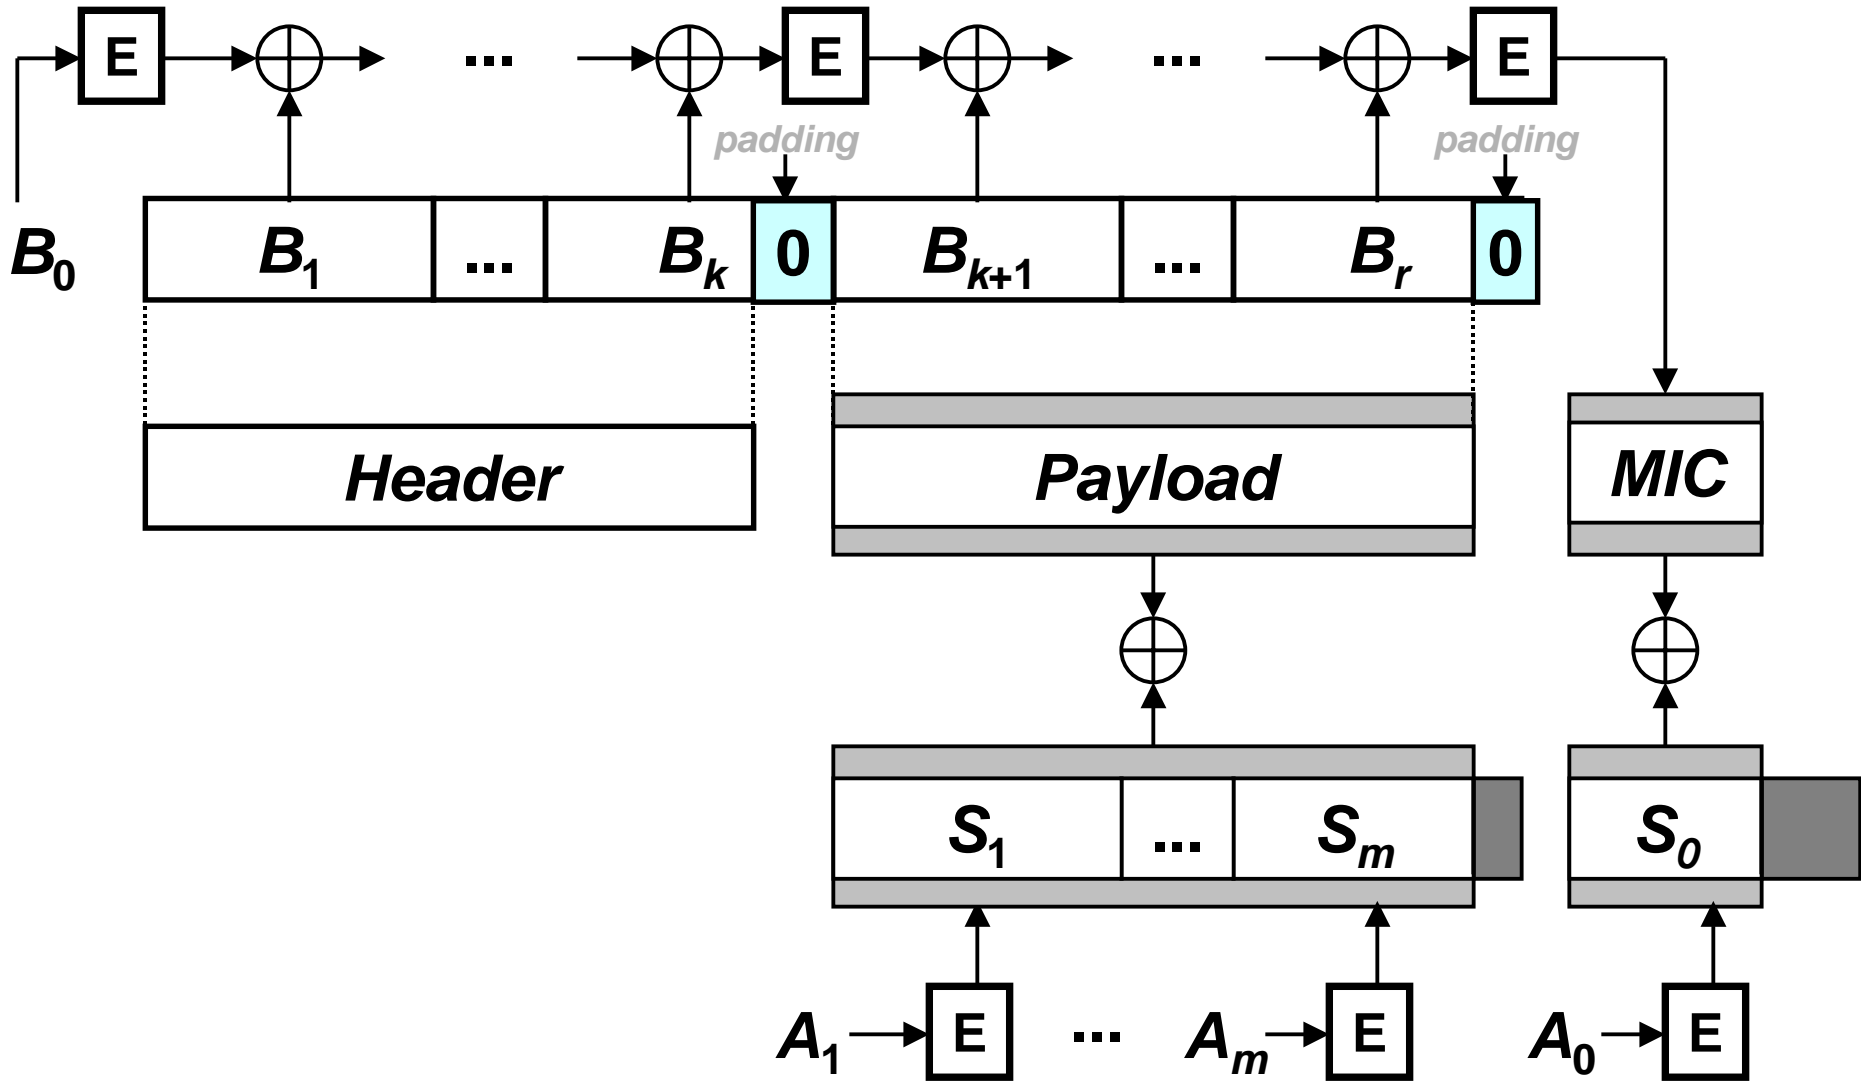 E ... E ... E
padding padding
B0 B1 ... Bk 0 Bk+1 ... Br 0
Header Payload MIC
S1 ... Sm S0
A1 E ... Am E A0 E